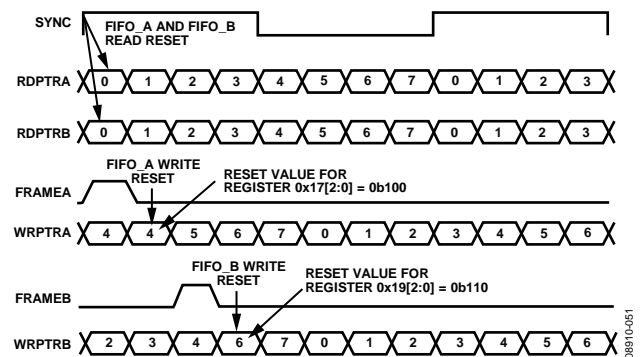 SYNC
FIFO_A AND FIFO_B
READ RESET
RDPTRA 0 1 2 3 4 5 6 7 0 1 2 3
RDPTRB 0 1 2 3 4 5 6 7 0 1 2 3
FIFO_A WRITE
RESET
RESET VALUE FOR
REGISTER 0x17[2:0] = 0b100
FRAMEA
WRPTRA 4 4 5 6 7 0 1 2 3 4 5 6
FIFO_B WRITE
RESET
RESET VALUE FOR
REGISTER 0x19[2:0] = 0b110
FRAMEB
WRPTRB 2 3 4 6 7 0 1 2 3 4 5 6
08910-051